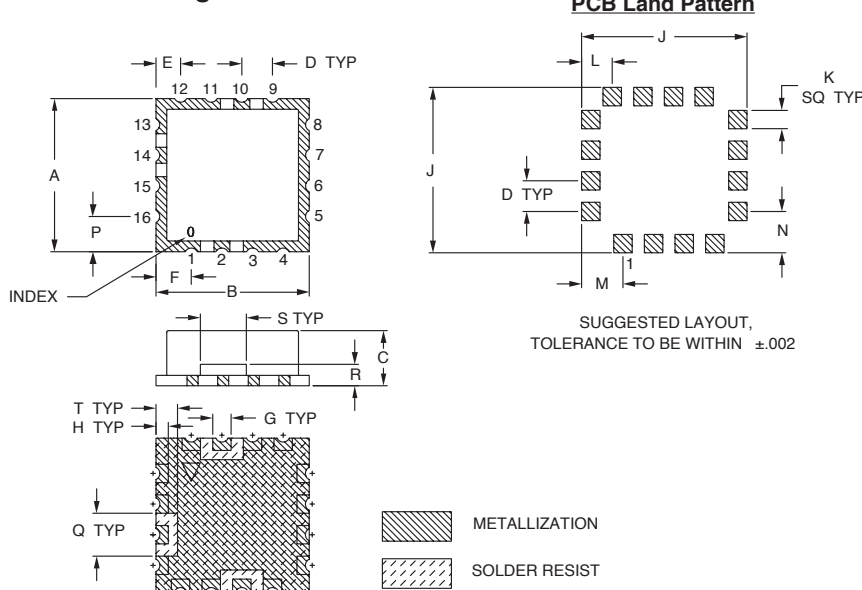 PCB Land Pattern
E
D TYP
12 11 10 9
13
14
15
16
8
7
6
5
A
P
0
1 2 3 4
F
B
INDEX
J
L
K
SQ TYP
J
D TYP
N
1
M
SUGGESTED LAYOUT,
TOLERANCE TO BE WITHIN ±.002
S TYP
C
R
T TYP
H TYP
G TYP
Q TYP
METALLIZATION
SOLDER RESIST